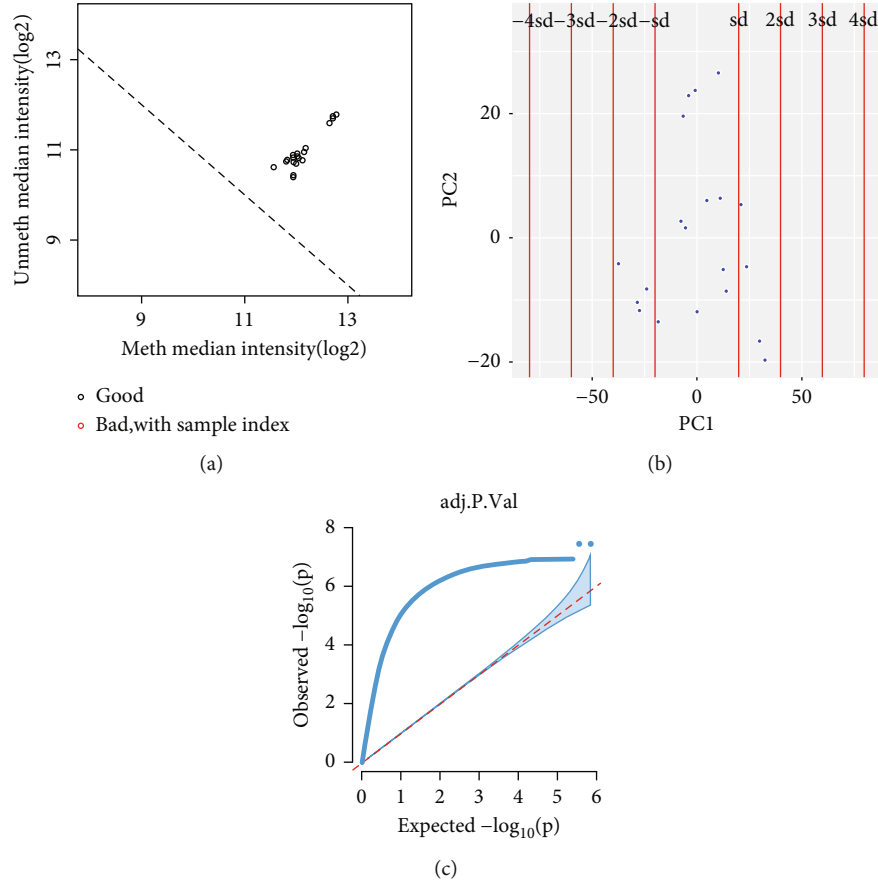 13
11
9
Unmeth median intensity(log2)
9 11 13
Meth median intensity(log2)
Good
Bad,with sample index
(a)
−4sd−3sd−2sd−sd sd 2sd 3sd 4sd
20
0
−20
PC2
−50 0 50
PC1
(b)
adj.P.Val
8
6
4
2
0
Observed −log10(p)
0 1 2 3 4 5 6
Expected −log10(p)
(c)